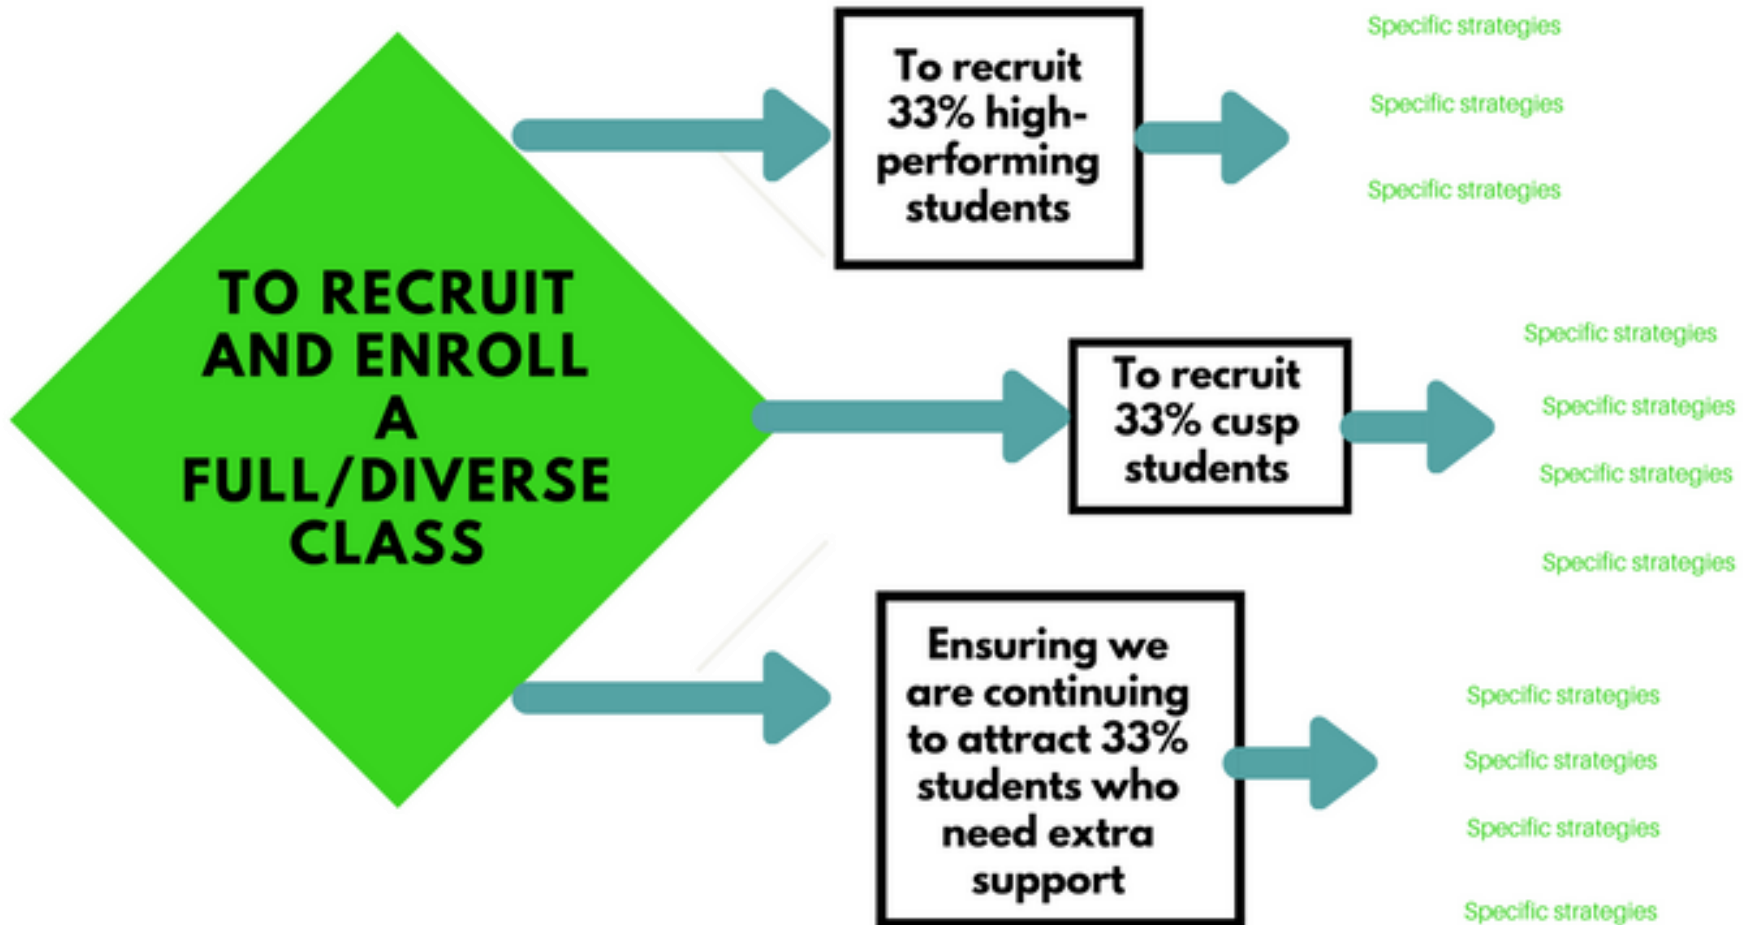 TO RECRUIT
AND ENROLL
A
FULL/DIVERSE
CLASS
To recruit
33% high-
performing
students
Specific strategies
Specific strategies
Specific strategies
To recruit
33% cusp
students
Specific strategies
Specific strategies
Specific strategies
Specific strategies
Ensuring we
are continuing
to attract 33%
students who
need extra
support
Specific strategies
Specific strategies
Specific strategies
Specific strategies